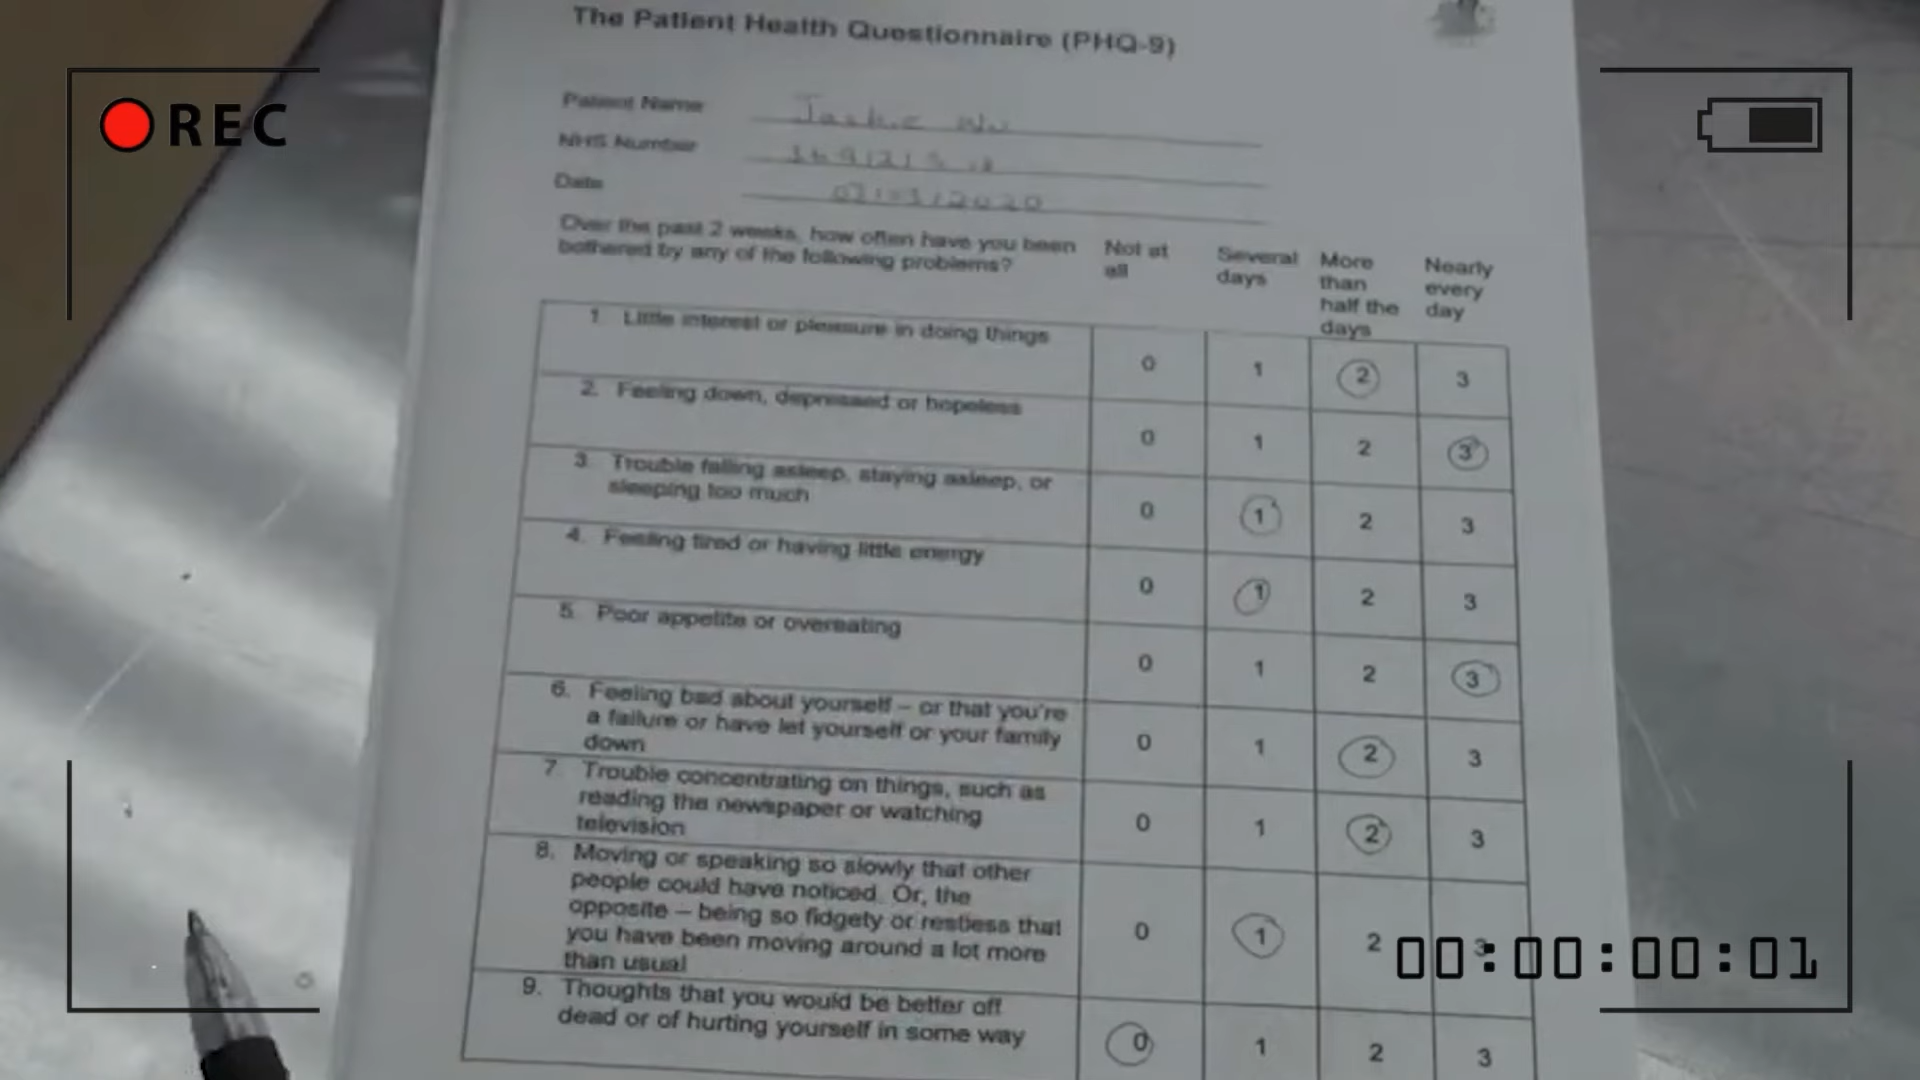 REC
The Patient Health Questionnaire (PHQ-9)
Patient Name
NHS Number
Date
Over the past 2 weeks, how often have you been
bothered by any of the following problems?
Not at
all
Several
days
More
than
half the
days
Nearly
every
day
1. Little interest or pleasure in doing things
0 1 2 3
2. Feeling down, depressed or hopeless
0 1 2 3
3. Trouble falling asleep, staying asleep, or
sleeping too much
0 1 2 3
4. Feeling tired or having little energy
0 1 2 3
5. Poor appetite or overeating
0 1 2 3
6. Feeling bad about yourself – or that you're
a failure or have let yourself or your family
down
0 1 2 3
7. Trouble concentrating on things, such as
reading the newspaper or watching
television
0 1 2 3
8. Moving or speaking so slowly that other
people could have noticed. Or, the
opposite – being so fidgety or restless that
you have been moving around a lot more
than usual
0 1 2 3
9. Thoughts that you would be better off
dead or of hurting yourself in some way
0 1 2 3
00:00:00:01